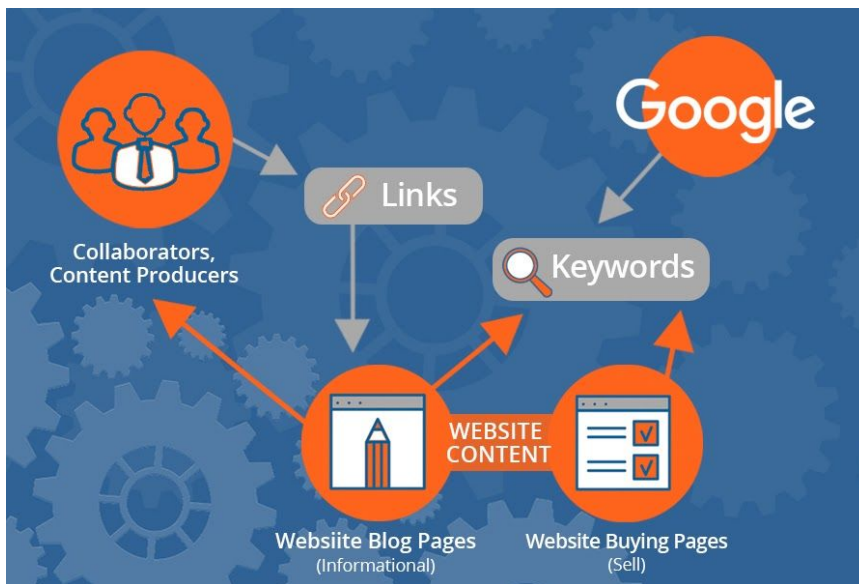 Google
Links
Collaborators,
Content Producers
Keywords
WEBSITE
CONTENT
Websiite Blog Pages
(Informational)
Website Buying Pages
(Sell)